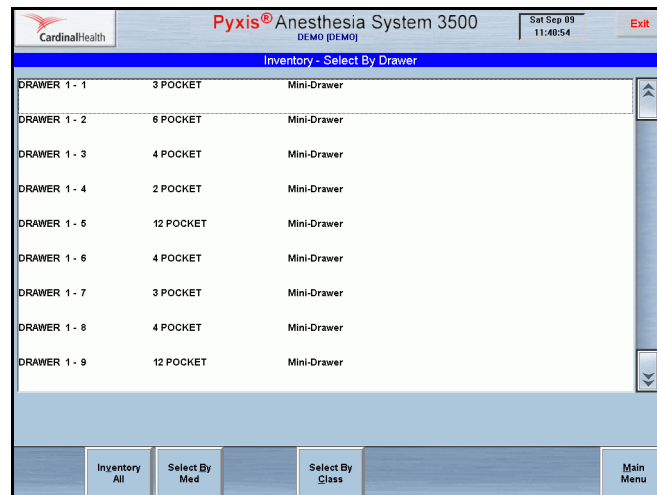 CardinalHealth
Pyxis® Anesthesia System 3500
DEMO [DEMO]
Sat Sep 09
11:40:54
Exit
Inventory - Select By Drawer
DRAWER 1 - 1 3 POCKET Mini-Drawer
DRAWER 1 - 2 6 POCKET Mini-Drawer
DRAWER 1 - 3 4 POCKET Mini-Drawer
DRAWER 1 - 4 2 POCKET Mini-Drawer
DRAWER 1 - 5 12 POCKET Mini-Drawer
DRAWER 1 - 6 4 POCKET Mini-Drawer
DRAWER 1 - 7 3 POCKET Mini-Drawer
DRAWER 1 - 8 4 POCKET Mini-Drawer
DRAWER 1 - 9 12 POCKET Mini-Drawer
Inventory
All
Select By
Med
Select By
Class
Main
Menu